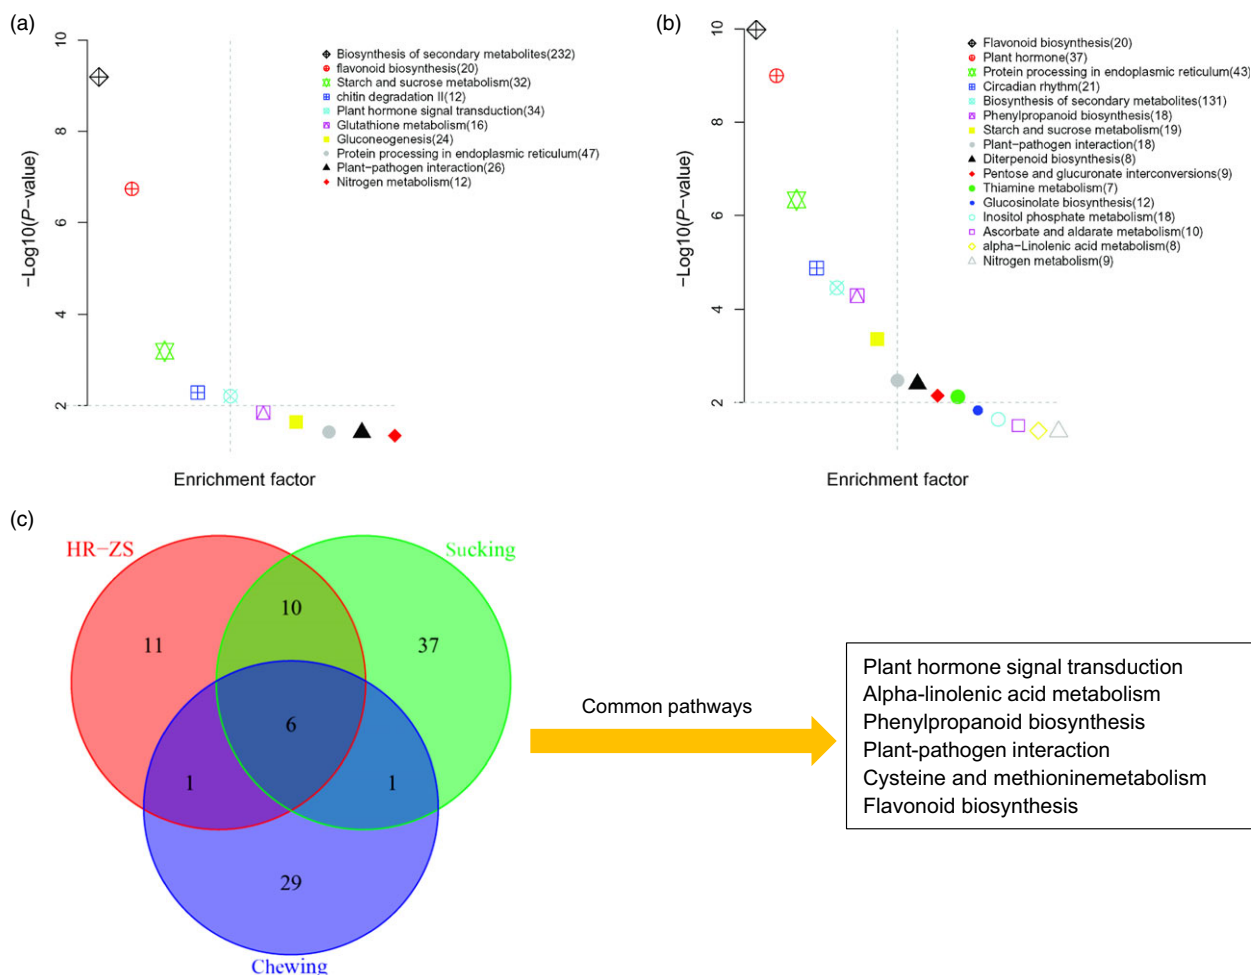 (a)
10
8
6
4
2
−Log10(P−value)
Enrichment factor
Biosynthesis of secondary metabolites(232)
flavonoid biosynthesis(20)
Starch and sucrose metabolism(32)
chitin degradation II(12)
Plant hormone signal transduction(34)
Glutathione metabolism(16)
Gluconeogenesis(24)
Protein processing in endoplasmic reticulum(47)
Plant−pathogen interaction(26)
Nitrogen metabolism(12)
(b)
10
8
6
4
2
−Log10(P−value)
Enrichment factor
Flavonoid biosynthesis(20)
Plant hormone(37)
Protein processing in endoplasmic reticulum(43)
Circadian rhythm(21)
Biosynthesis of secondary metabolites(131)
Phenylpropanoid biosynthesis(18)
Starch and sucrose metabolism(19)
Plant−pathogen interaction(18)
Diterpenoid biosynthesis(8)
Pentose and glucuronate interconversions(9)
Thiamine metabolism(7)
Glucosinolate biosynthesis(12)
Inositol phosphate metabolism(18)
Ascorbate and aldarate metabolism(10)
alpha−Linolenic acid metabolism(8)
Nitrogen metabolism(9)
(c)
HR−ZS
Sucking
10
11
37
6
1
1
29
Chewing
Common pathways
Plant hormone signal transduction
Alpha-linolenic acid metabolism
Phenylpropanoid biosynthesis
Plant-pathogen interaction
Cysteine and methioninemetabolism
Flavonoid biosynthesis